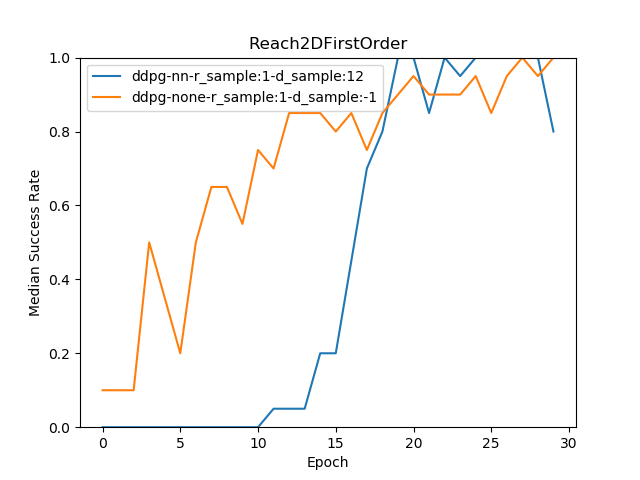 Reach2DFirstOrder
ddpg-nn-r_sample:1-d_sample:12
ddpg-none-r_sample:1-d_sample:-1
1.0
0.8
0.6
0.4
0.2
0.0
Median Success Rate
0
5
10
15
20
25
30
Epoch